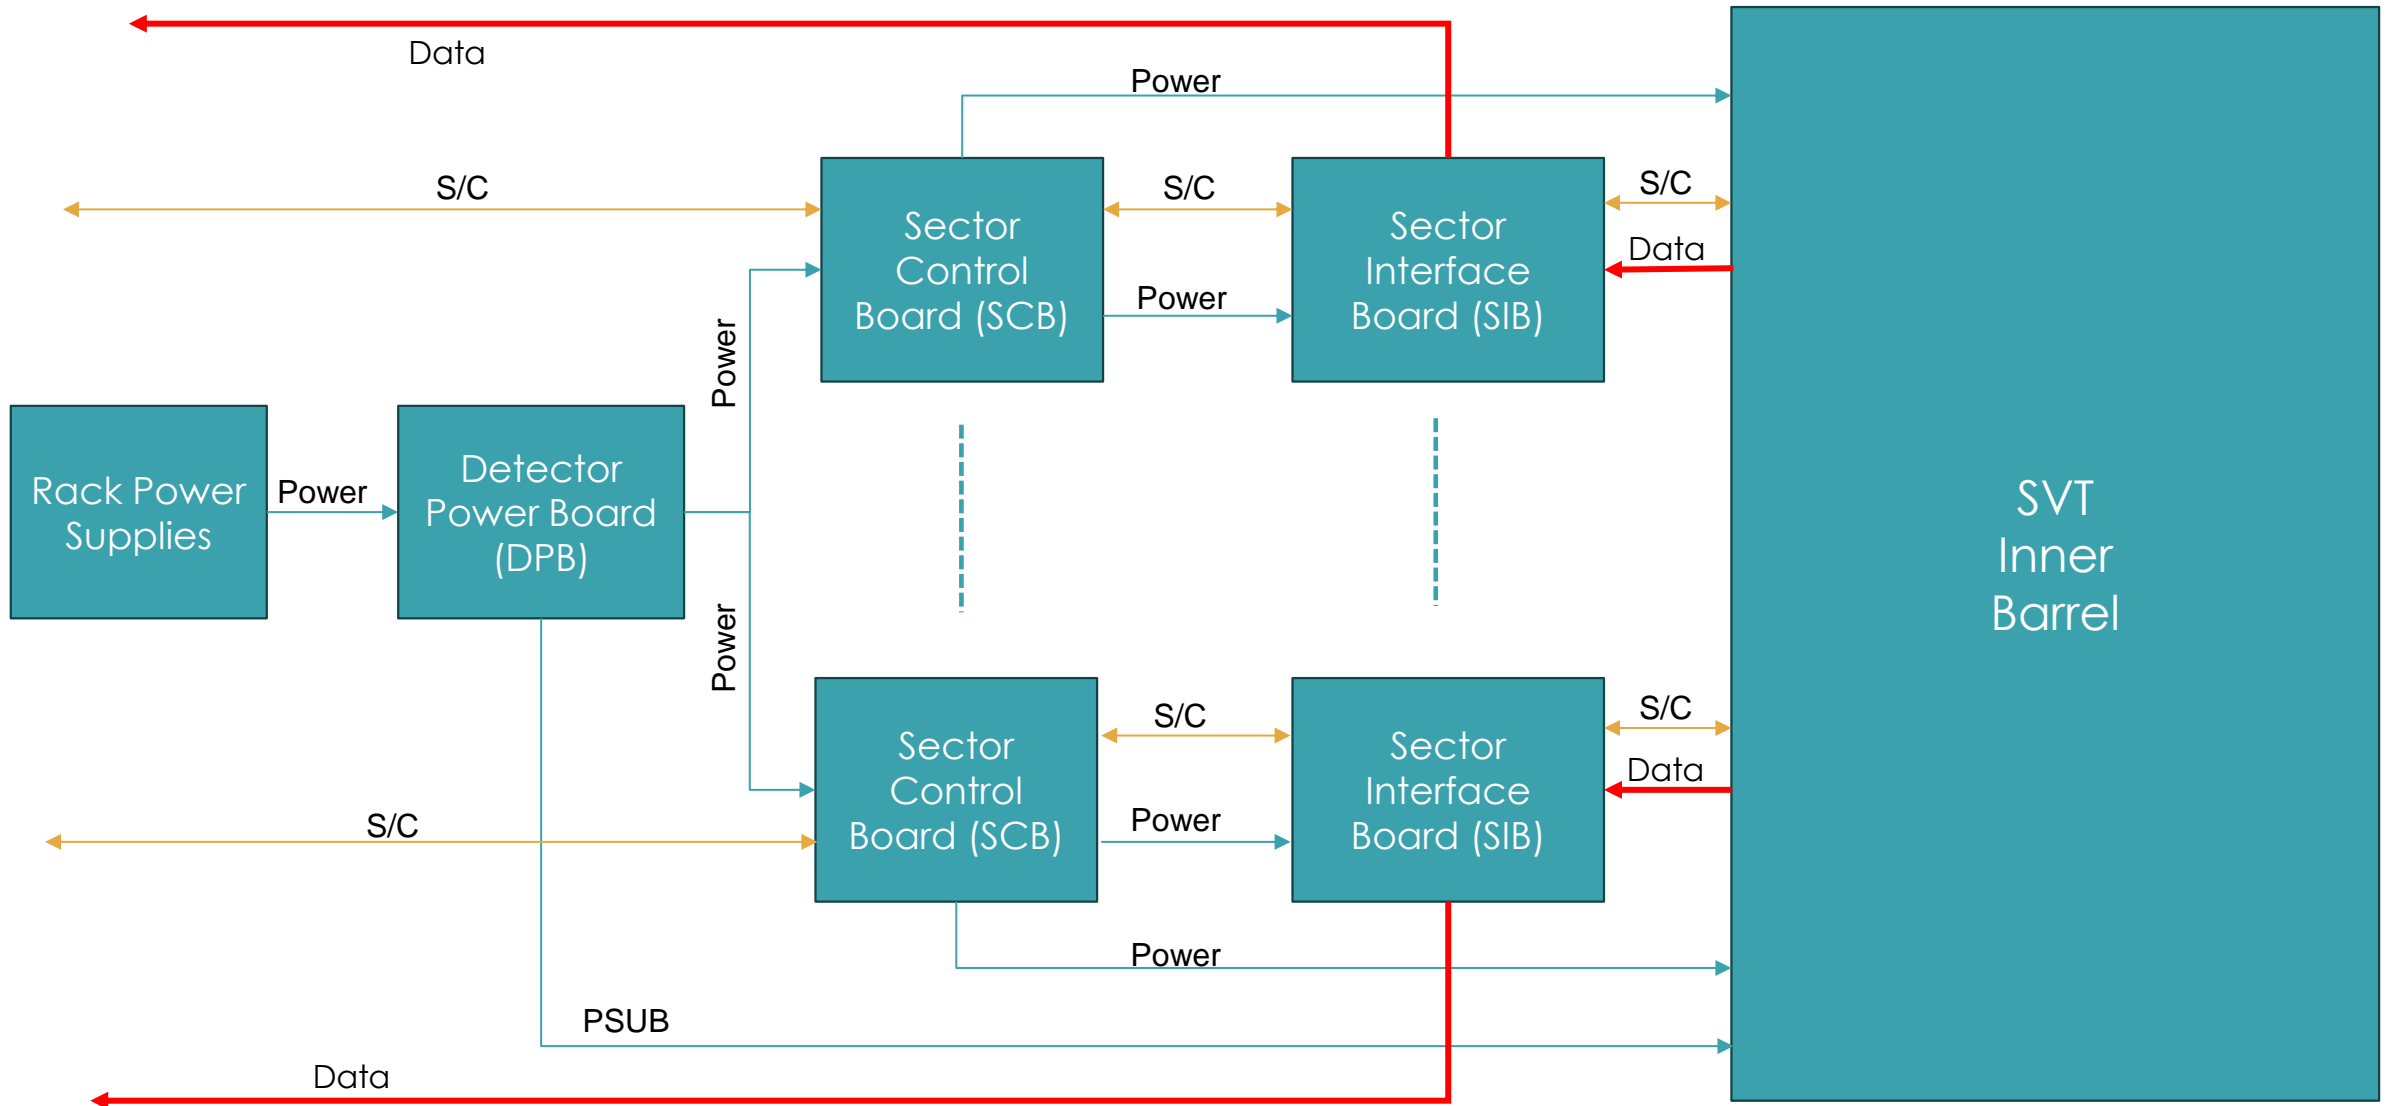 Data
Power
S/C
S/C
S/C
Sector
Control
Board (SCB)
Sector
Interface
Board (SIB)
Data
Power
Power
Rack Power
Supplies
Power
Detector
Power Board
(DPB)
SVT
Inner
Barrel
Power
S/C
S/C
Sector
Control
Board (SCB)
Sector
Interface
Board (SIB)
Data
Power
S/C
Power
PSUB
Data